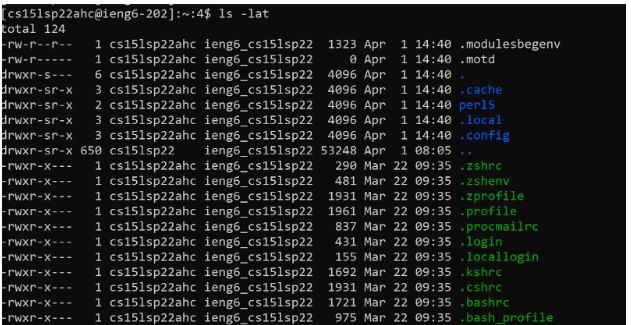 [cs15lsp22ahc@ieng6-202]:~:4$ ls -lat
total 124
-rw-r--r-- 1 cs15lsp22ahc ieng6_cs15lsp22 1323 Apr 1 14:40 .modulesbegenv
-rw-r----- 1 cs15lsp22ahc ieng6_cs15lsp22 0 Apr 1 14:40 .motd
drwxr-s--- 6 cs15lsp22ahc ieng6_cs15lsp22 4096 Apr 1 14:40 .
drwxr-sr-x 3 cs15lsp22ahc ieng6_cs15lsp22 4096 Apr 1 14:40 .cache
drwxr-sr-x 2 cs15lsp22ahc ieng6_cs15lsp22 4096 Apr 1 14:40 perl5
drwxr-sr-x 3 cs15lsp22ahc ieng6_cs15lsp22 4096 Apr 1 14:40 .local
drwxr-sr-x 3 cs15lsp22ahc ieng6_cs15lsp22 4096 Apr 1 14:40 .config
drwxr-sr-x 650 cs15lsp22 ieng6_cs15lsp22 53248 Apr 1 08:05 ..
-rwxr-x--- 1 cs15lsp22ahc ieng6_cs15lsp22 290 Mar 22 09:35 .zshrc
-rwxr-x--- 1 cs15lsp22ahc ieng6_cs15lsp22 481 Mar 22 09:35 .zshenv
-rwxr-x--- 1 cs15lsp22ahc ieng6_cs15lsp22 1931 Mar 22 09:35 .zprofile
-rwxr-x--- 1 cs15lsp22ahc ieng6_cs15lsp22 1961 Mar 22 09:35 .profile
-rwxr-x--- 1 cs15lsp22ahc ieng6_cs15lsp22 837 Mar 22 09:35 .procmailrc
-rwxr-x--- 1 cs15lsp22ahc ieng6_cs15lsp22 431 Mar 22 09:35 .login
-rwxr-x--- 1 cs15lsp22ahc ieng6_cs15lsp22 155 Mar 22 09:35 .locallogin
-rwxr-x--- 1 cs15lsp22ahc ieng6_cs15lsp22 1692 Mar 22 09:35 .kshrc
-rwxr-x--- 1 cs15lsp22ahc ieng6_cs15lsp22 1931 Mar 22 09:35 .cshrc
-rwxr-x--- 1 cs15lsp22ahc ieng6_cs15lsp22 1721 Mar 22 09:35 .bashrc
-rwxr-x--- 1 cs15lsp22ahc ieng6_cs15lsp22 975 Mar 22 09:35 .bash_profile